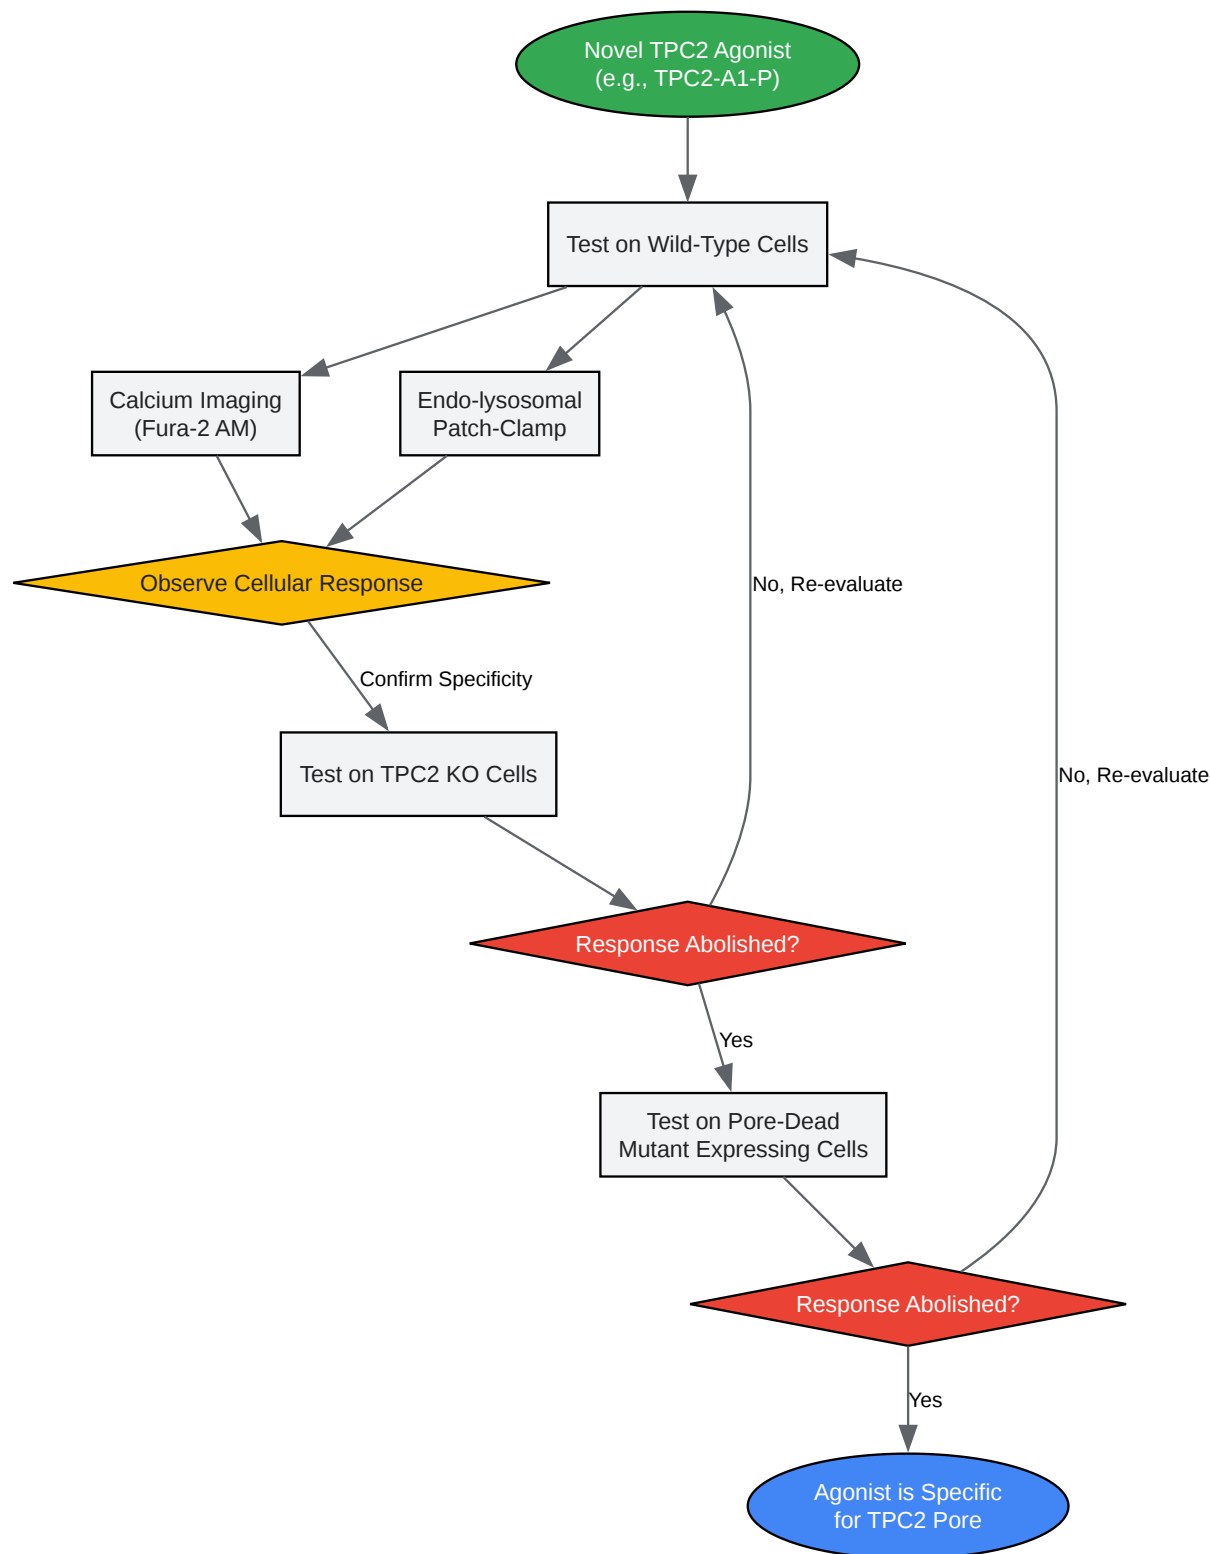 Novel TPC2 Agonist
(e.g., TPC2-A1-P)
Test on Wild-Type Cells
Calcium Imaging
(Fura-2 AM)
Endo-lysosomal
Patch-Clamp
Observe Cellular Response
No, Re-evaluate
Confirm Specificity
Test on TPC2 KO Cells
No, Re-evaluate
Response Abolished?
Yes
Test on Pore-Dead
Mutant Expressing Cells
Response Abolished?
Yes
Agonist is Specific
for TPC2 Pore